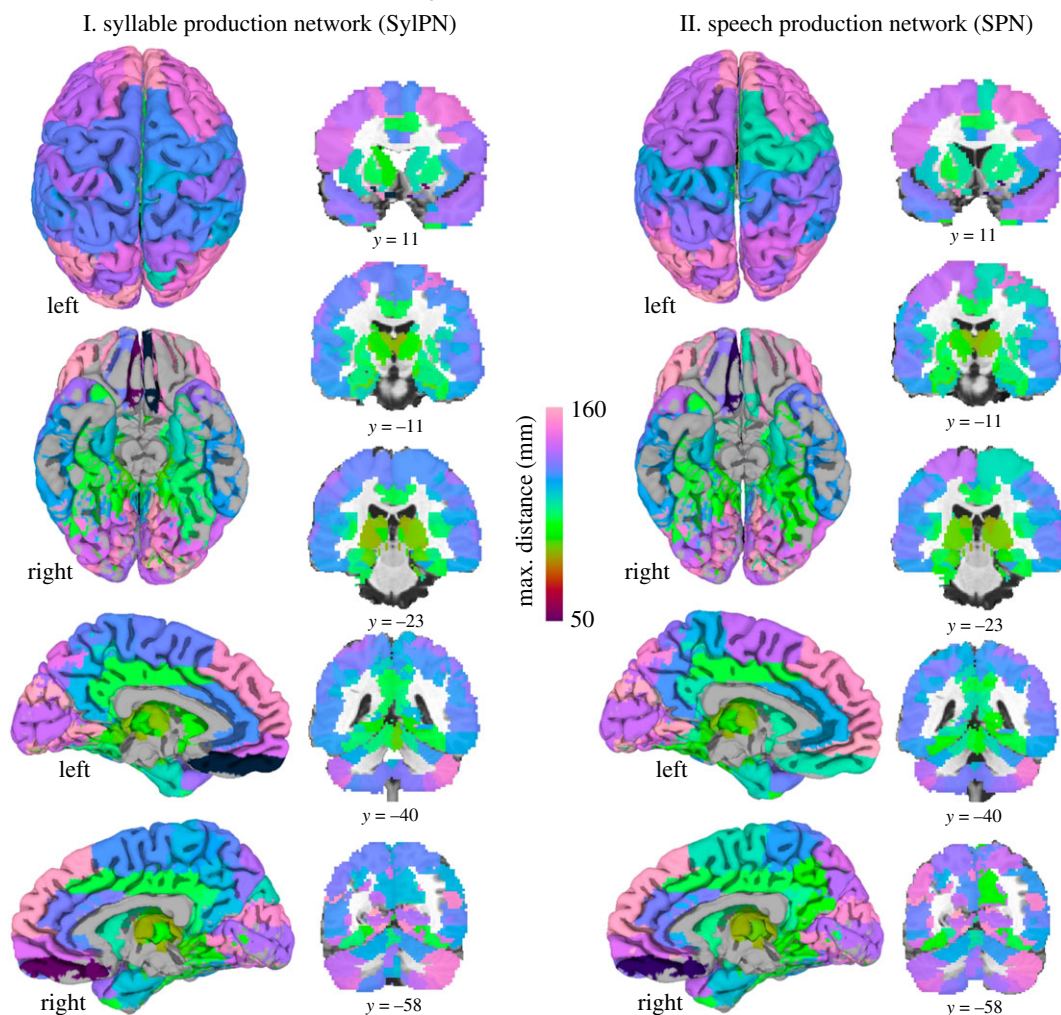 I. syllable production network (SylPN)
left
right
left
right
y = 11
y = –11
y = –23
y = –40
y = –58
160
max. distance (mm)
50
II. speech production network (SPN)
left
right
left
right
y = 11
y = –11
y = –23
y = –40
y = –58